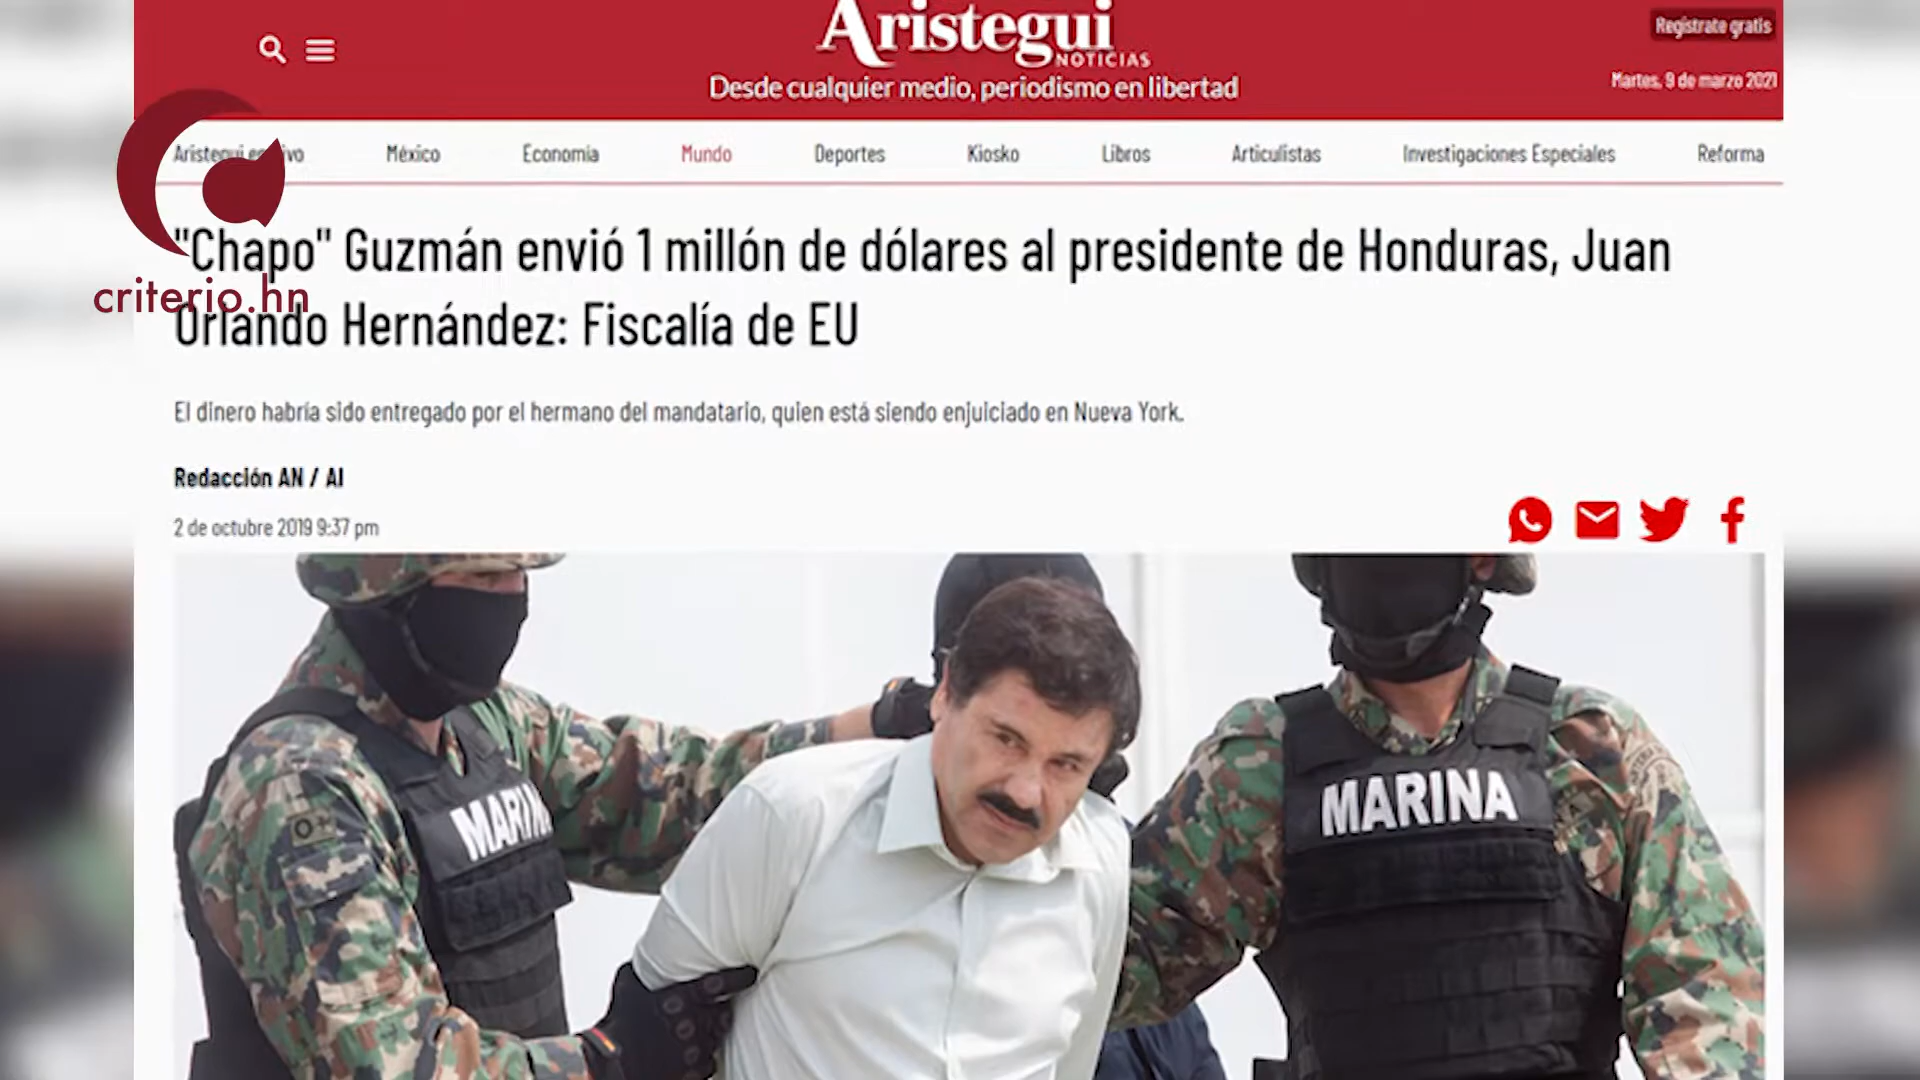 Aristegui
NOTICIAS
Desde cualquier medio, periodismo en libertad
Regístrate gratis
Martes, 9 de marzo 2021
México
Economía
Mundo
Deportes
Kiosko
Libros
Articulistas
Investigaciones Especiales
Reforma
criterio.hn
"Chapo" Guzmán envió 1 millón de dólares al presidente de Honduras, Juan
Orlando Hernández: Fiscalía de EU
El dinero habría sido entregado por el hermano del mandatario, quien está siendo enjuiciado en Nueva York.
Redacción AN / AI
2 de octubre 2019 9:37 pm
O+
MARINA
MARINA